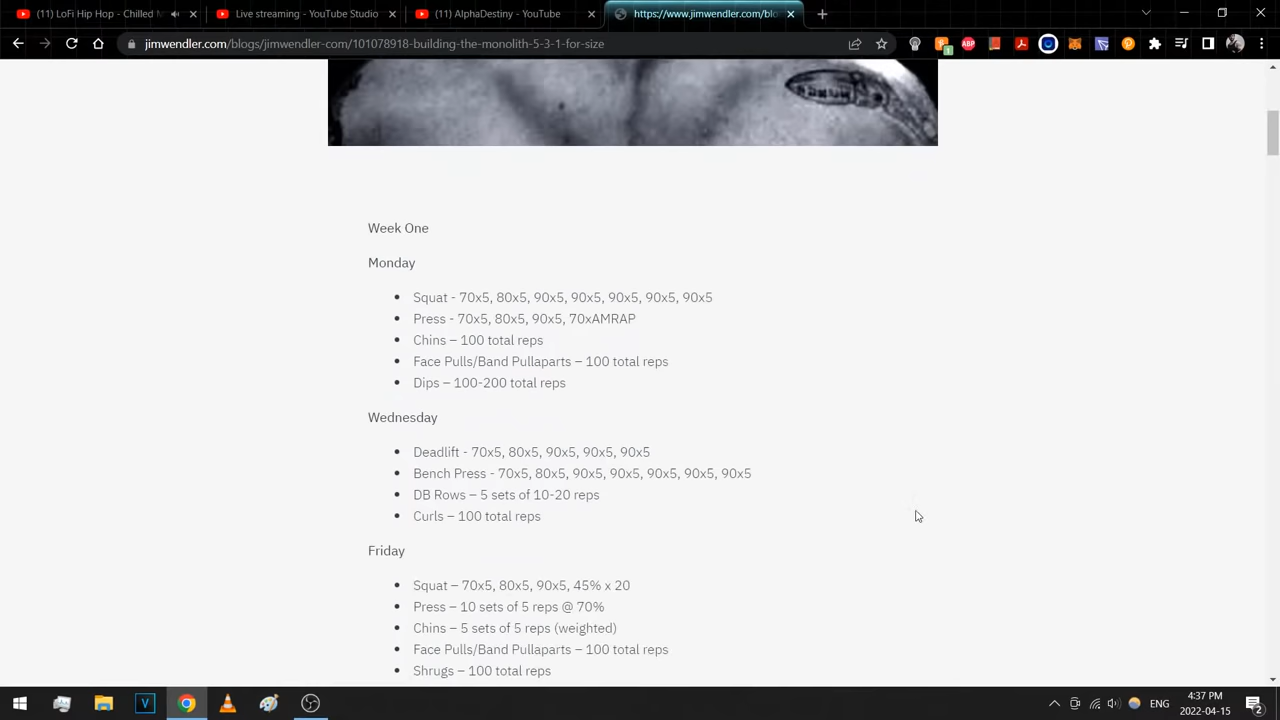 (11) LoFi Hip Hop - Chilled M
Live streaming - YouTube Studio
(11) AlphaDestiny - YouTube
https://www.jimwendler.com/blo
jimwendler.com/blogs/jimwendler-com/101078918-building-the-monolith-5-3-1-for-size
ABP
1
Week One
Monday
• Squat - 70x5, 80x5, 90x5, 90x5, 90x5, 90x5, 90x5
• Press - 70x5, 80x5, 90x5, 70xAMRAP
• Chins – 100 total reps
• Face Pulls/Band Pullaparts – 100 total reps
• Dips – 100-200 total reps
Wednesday
• Deadlift - 70x5, 80x5, 90x5, 90x5, 90x5
• Bench Press - 70x5, 80x5, 90x5, 90x5, 90x5, 90x5, 90x5
• DB Rows – 5 sets of 10-20 reps
• Curls – 100 total reps
Friday
• Squat – 70x5, 80x5, 90x5, 45% x 20
• Press – 10 sets of 5 reps @ 70%
• Chins – 5 sets of 5 reps (weighted)
• Face Pulls/Band Pullaparts – 100 total reps
• Shrugs – 100 total reps
V
ENG
4:37 PM
2022-04-15
2